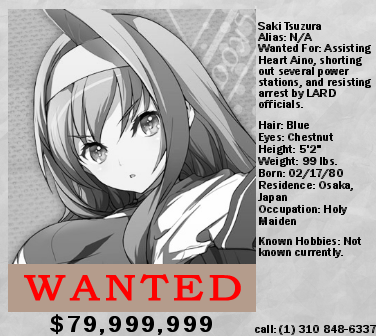 Saki Tsuzura
Alias: N/A
Wanted For: Assisting
Heart Aino, shorting
out several power
stations, and resisting
arrest by LARD
officials.
Hair: Blue
Eyes: Chestnut
Height: 5'2"
Weight: 99 lbs.
Born: 02/17/80
Residence: Osaka,
Japan
Occupation: Holy
Maiden
Known Hobbies: Not
known currently.
WANTED
$79,999,999
call: (1) 310 848-6337